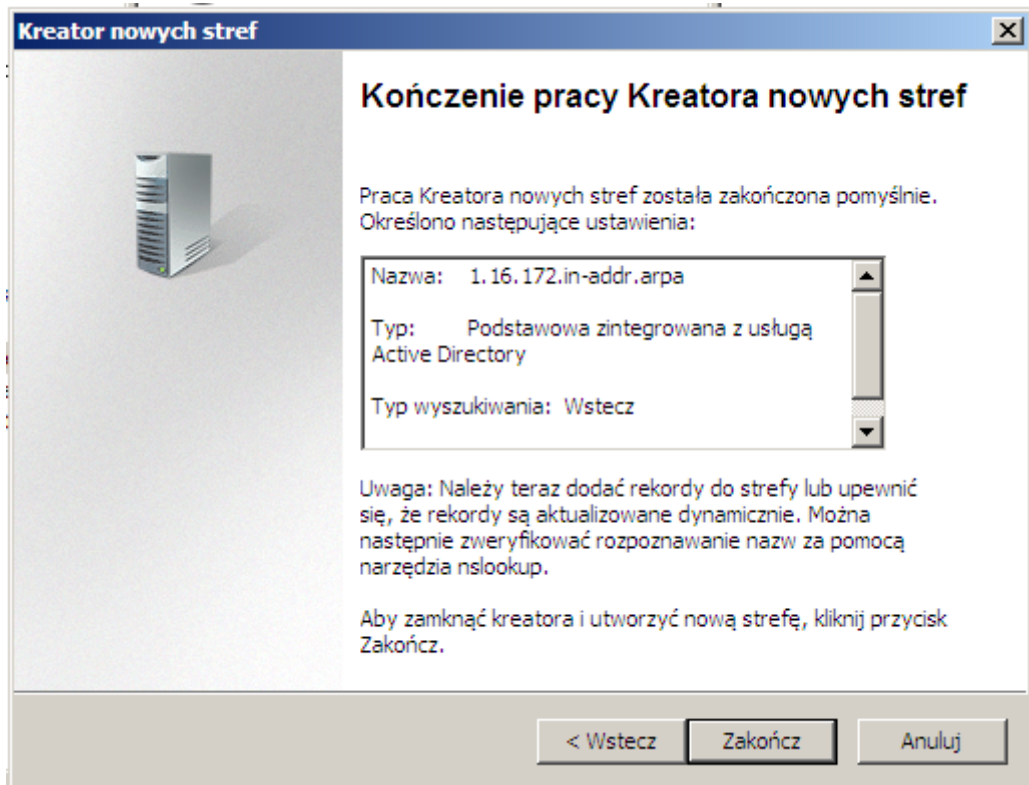 Kreator nowych stref
Kończenie pracy Kreatora nowych stref
Praca Kreatora nowych stref została zakończona pomyślnie.
Określono następujące ustawienia:
Nazwa: 1.16.172.in-addr.arpa
Typ: Podstawowa zintegrowana z usługą
Active Directory
Typ wyszukiwania: Wstecz
Uwaga: Należy teraz dodać rekordy do strefy lub upewnić
się, że rekordy są aktualizowane dynamicznie. Można
następnie zweryfikować rozpoznawanie nazw za pomocą
narzędzia nslookup.
Aby zamknąć kreatora i utworzyć nową strefę, kliknij przycisk
Zakończ.
< Wstecz Zakończ Anuluj